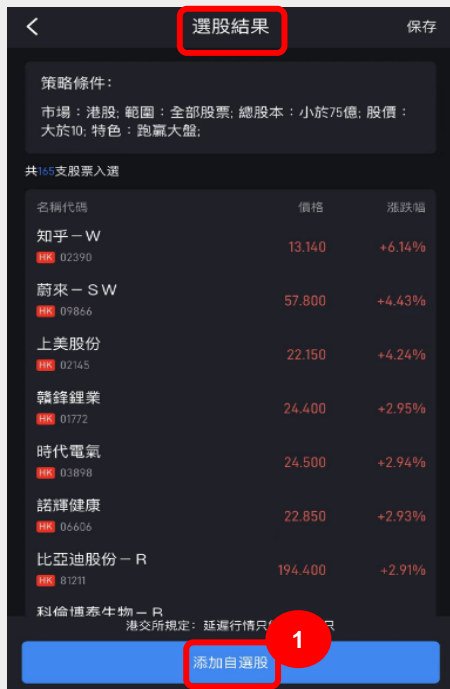 選股結果
保存
策略條件：
市場：港股; 範圍：全部股票; 總股本：小於75億; 股價：
大於10; 特色：跑贏大盤;
共165支股票入選
名稱代碼 價格 漲跌幅
知乎－W
13.140 +6.14%
HK 02390
蔚來－ＳＷ
57.800 +4.43%
HK 09866
上美股份
22.150 +4.24%
HK 02145
贛鋒鋰業
24.400 +2.95%
HK 01772
時代電氣
24.500 +2.94%
HK 03898
諾輝健康
22.850 +2.93%
HK 06606
比亞迪股份－R
194.400 +2.91%
HK 81211
科倫博泰生物－B
港交所規定：延遲行情只
只
1
添加自選股